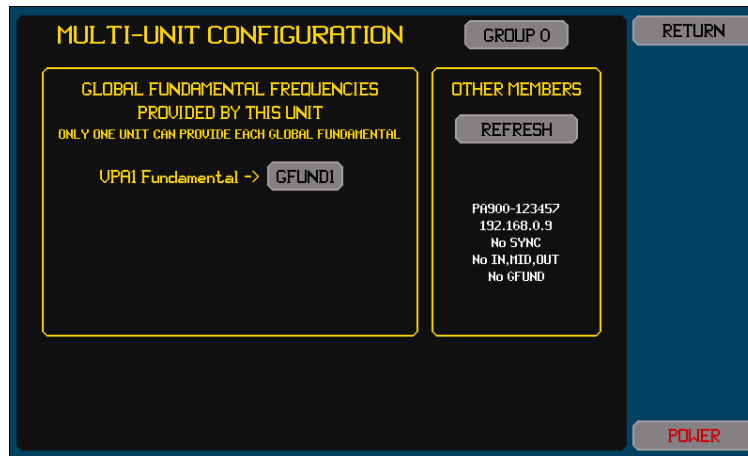 MULTI-UNIT CONFIGURATION
GROUP 0
RETURN
GLOBAL FUNDAMENTAL FREQUENCIES
PROVIDED BY THIS UNIT
ONLY ONE UNIT CAN PROVIDE EACH GLOBAL FUNDAMENTAL
VPA1 Fundamental -> GFUND1
OTHER MEMBERS
REFRESH
PA900-123457
192.168.0.9
No SYNC
No IN,MID,OUT
No GFUND
POWER